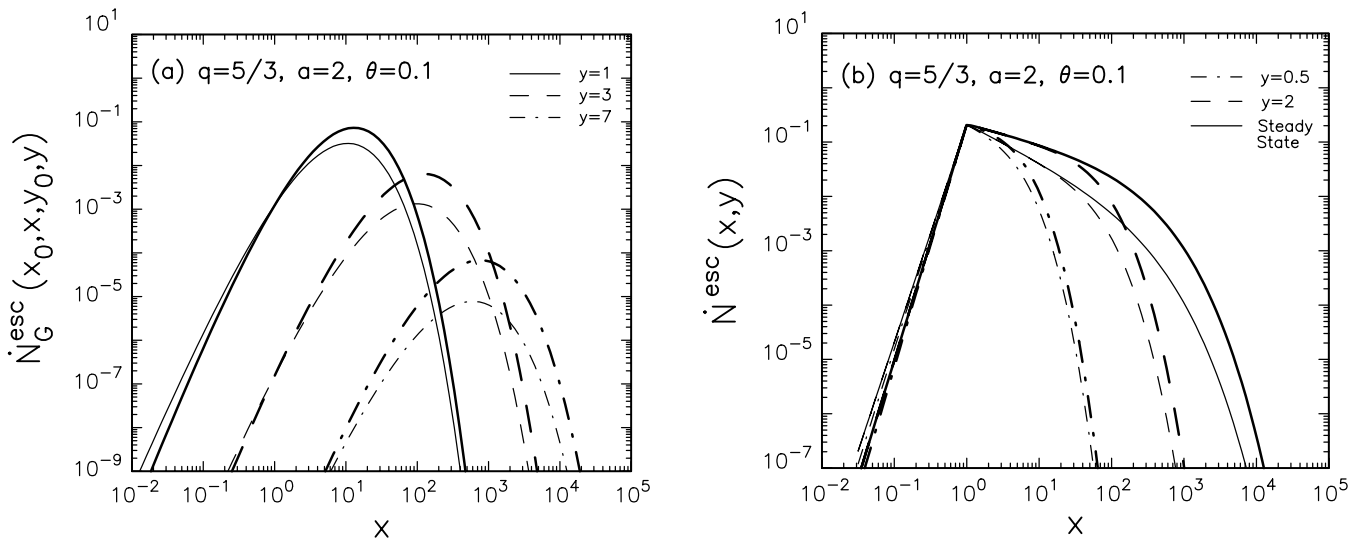 (a) q=5/3, a=2, θ=0.1
y=1
y=3
y=7
10^1
10^-1
10^-3
10^-5
10^-7
10^-9
Ṅ_G^esc (x_0,x,y_0,y)
10^-2 10^-1 10^0 10^1 10^2 10^3 10^4 10^5
x
(b) q=5/3, a=2, θ=0.1
y=0.5
y=2
Steady
State
10^1
10^-1
10^-3
10^-5
10^-7
Ṅ^esc (x,y)
10^-2 10^-1 10^0 10^1 10^2 10^3 10^4 10^5
x